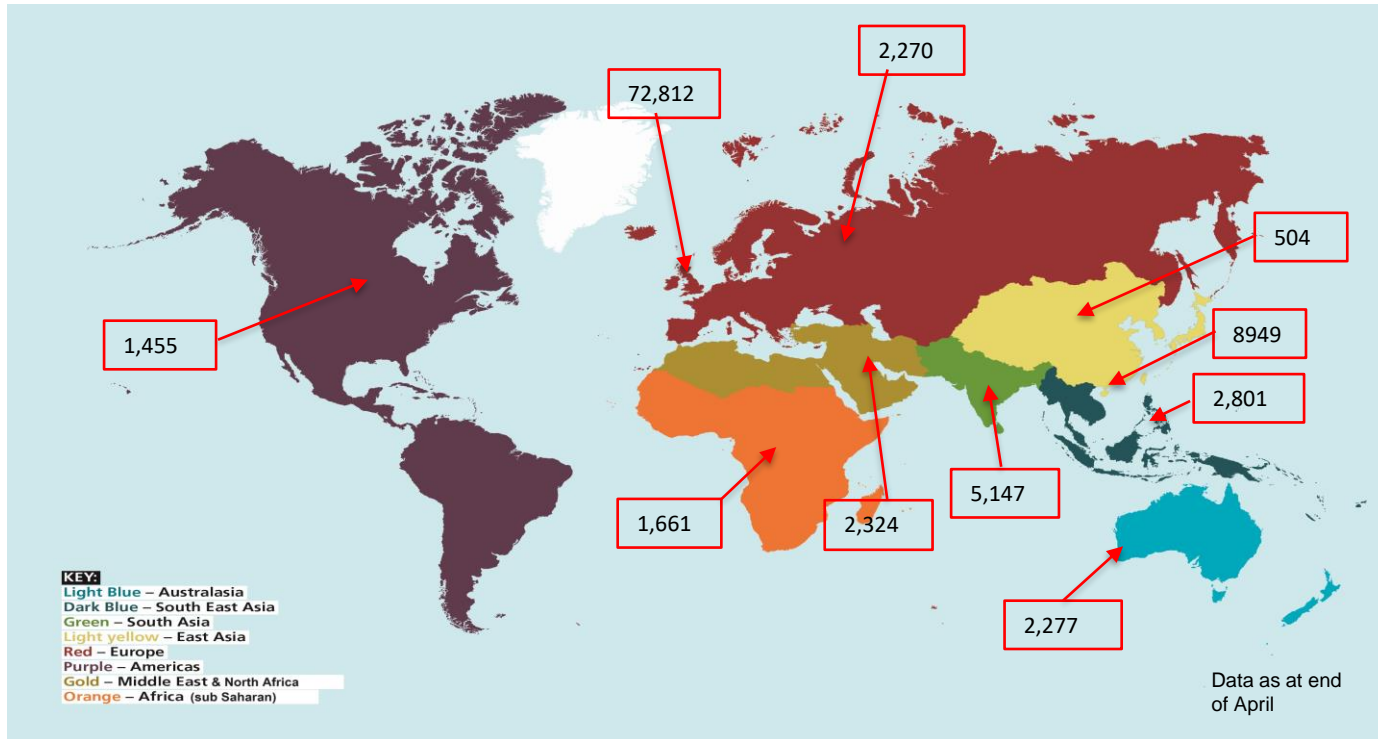 2,270
72,812
504
8949
1,455
2,801
5,147
1,661
2,324
2,277
KEY:
Light Blue – Australasia
Dark Blue – South East Asia
Green – South Asia
Light yellow – East Asia
Red – Europe
Purple – Americas
Gold – Middle East & North Africa
Orange – Africa (sub Saharan)
Data as at end
of April